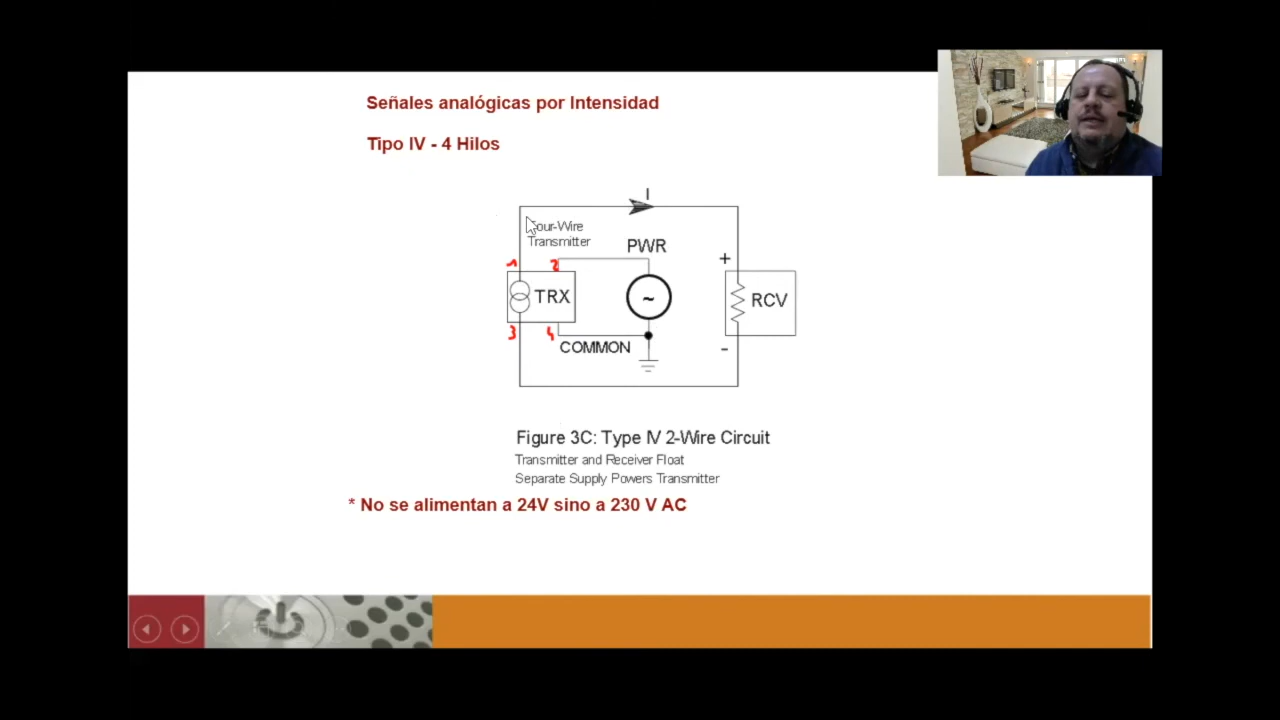 Señales analógicas por Intensidad
Tipo IV - 4 Hilos
I
Four-Wire
Transmitter
PWR
1
2
+
TRX
~
RCV
3
4
COMMON
-
Figure 3C: Type IV 2-Wire Circuit
Transmitter and Receiver Float
Separate Supply Powers Transmitter
* No se alimentan a 24V sino a 230 V AC